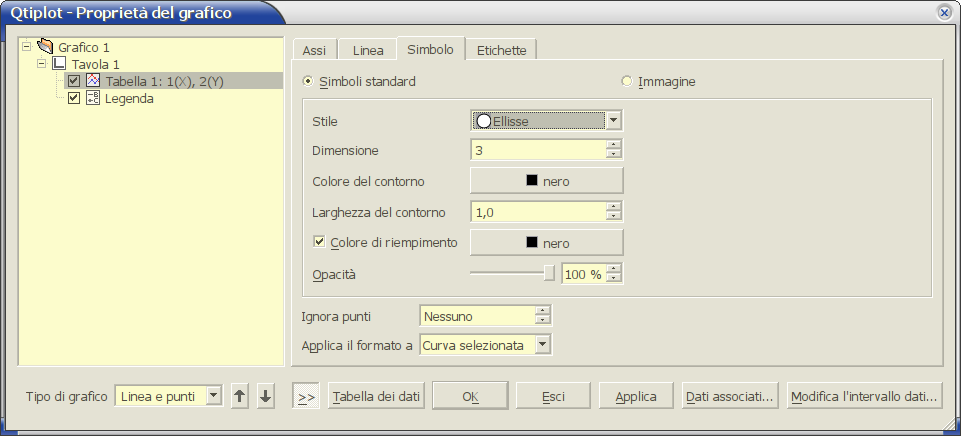 Qtiplot - Proprietà del grafico
Grafico 1
Tavola 1
Tabella 1: 1(X), 2(Y)
Legenda
Assi Linea Simbolo Etichette
Simboli standard Immagine
Stile Ellisse
Dimensione 3
Colore del contorno nero
Larghezza del contorno 1,0
Colore di riempimento nero
Opacità 100 %
Ignora punti Nessuno
Applica il formato a Curva selezionata
Tipo di grafico Linea e punti >> Tabella dei dati OK Esci Applica Dati associati... Modifica l'intervallo dati...